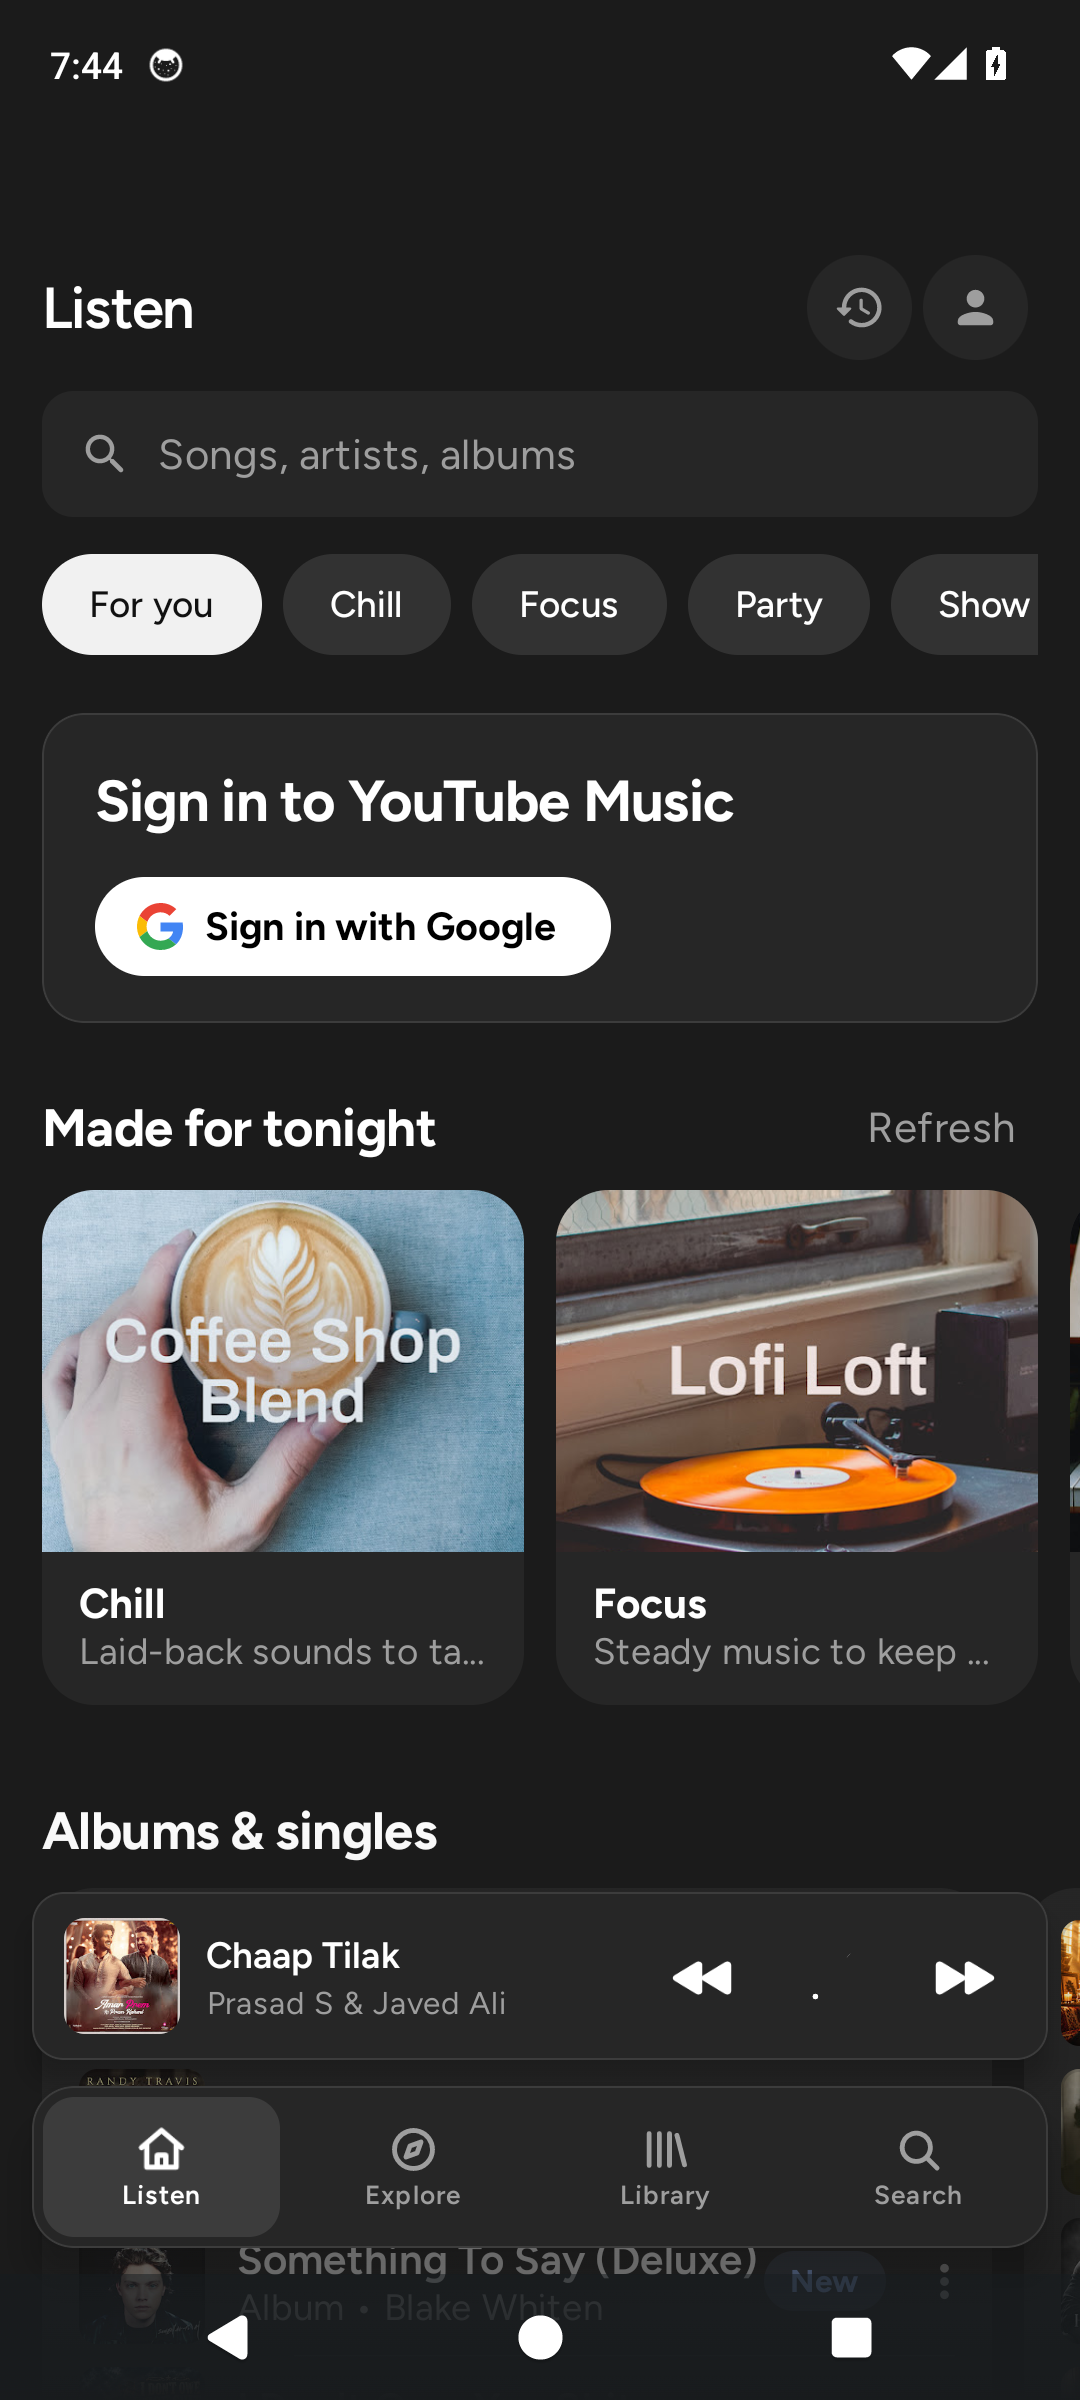 7:44
Listen
Songs, artists, albums
For you
Chill
Focus
Party
Show
Sign in to YouTube Music
Sign in with Google
Made for tonight
Refresh
Coffee Shop
Blend
Lofi Loft
Chill
Laid-back sounds to ta...
Focus
Steady music to keep ...
Albums & singles
Chaap Tilak
Prasad S & Javed Ali
RANDY TRAVIS
Listen
Explore
Library
Search
Something To Say (Deluxe)
New
Album • Blake Whiten